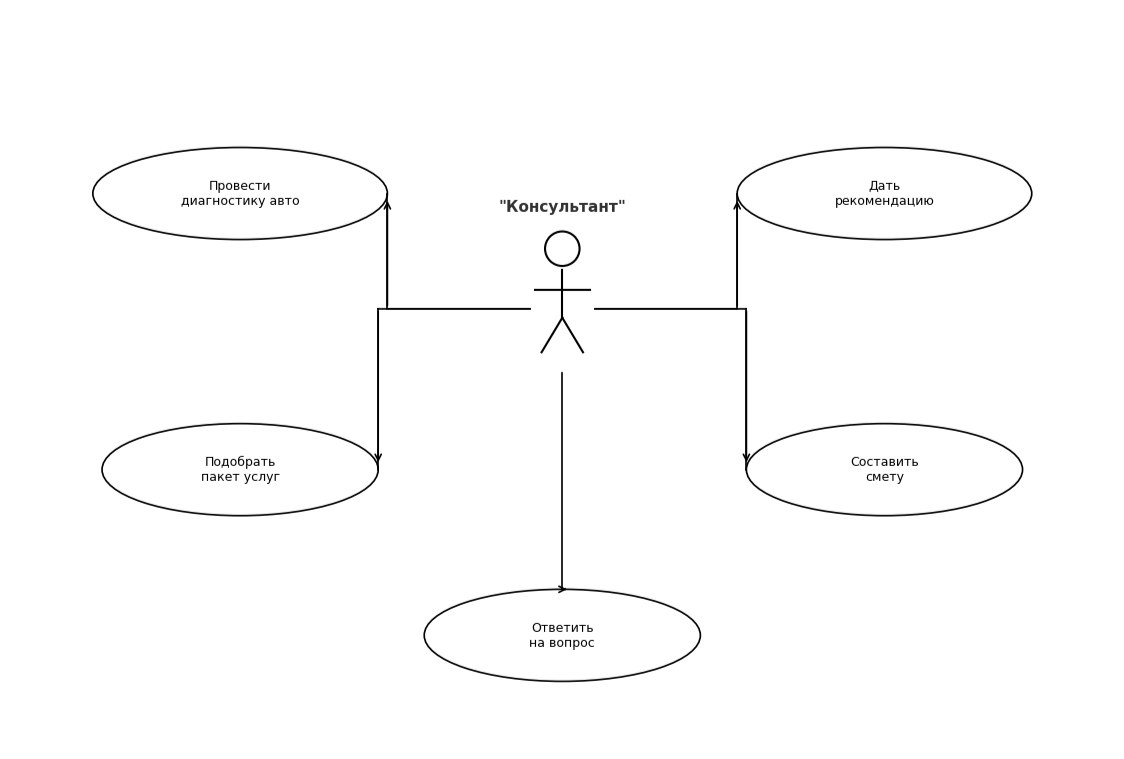 Провести
диагностику авто
Дать
рекомендацию
"Консультант"
Подобрать
пакет услуг
Составить
смету
Ответить
на вопрос